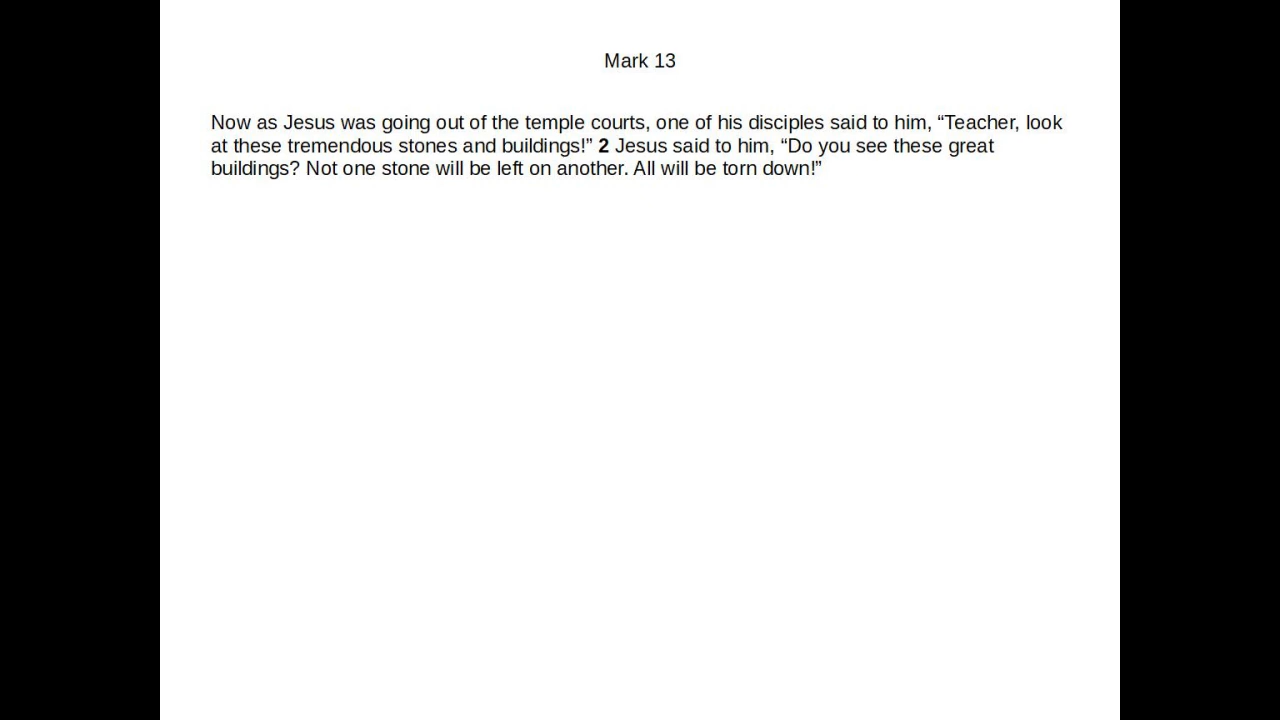 Mark 13
Now as Jesus was going out of the temple courts, one of his disciples said to him, “Teacher, look
at these tremendous stones and buildings!” 2 Jesus said to him, “Do you see these great
buildings? Not one stone will be left on another. All will be torn down!”